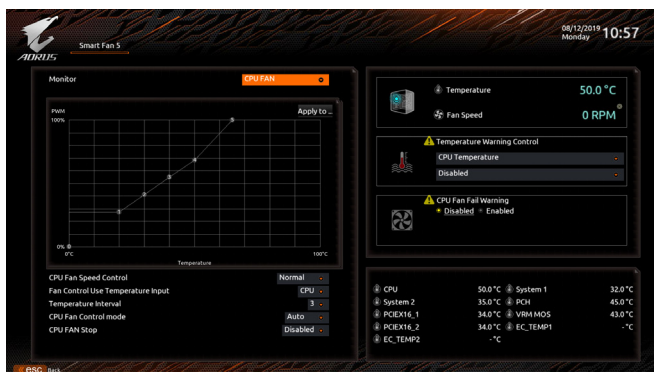 AORUS
Smart Fan 5
08/12/2019
Monday
10:57
Monitor
CPU FAN
PWM
100%
Apply to ..
0%
0°C
100°C
Temperature
CPU Fan Speed Control Normal
Fan Control Use Temperature Input CPU
Temperature Interval 3
CPU Fan Control mode Auto
CPU FAN Stop Disabled
Temperature 50.0 °C
Fan Speed 0 RPM
Temperature Warning Control
CPU Temperature
Disabled
CPU Fan Fail Warning
Disabled Enabled
CPU 50.0°C System 1 32.0°C
System 2 35.0°C PCH 45.0°C
PCIEX16_1 34.0°C VRM MOS 43.0°C
PCIEX16_2 34.0°C EC_TEMP1 -°C
EC_TEMP2 -°C
esc Back